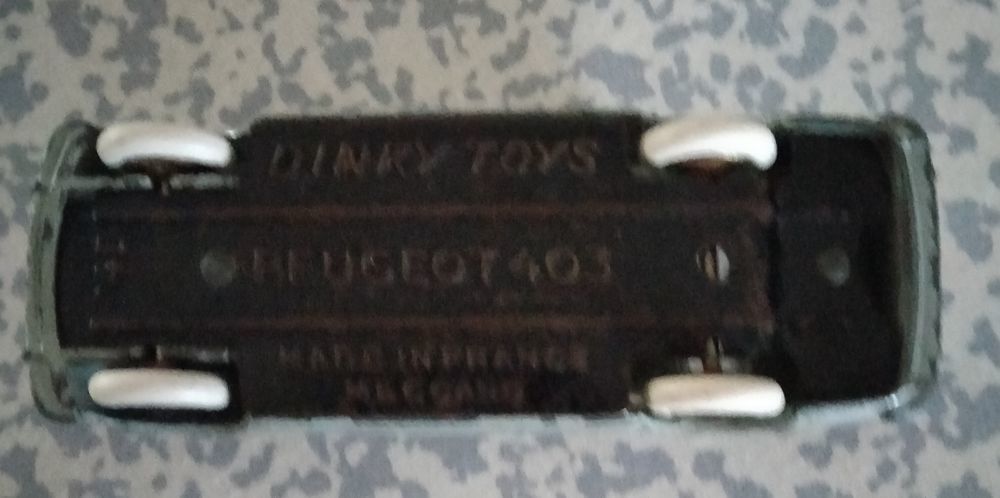 DINKY TOYS
PEUGEOT 403
MADE IN FRANCE
MECCANO